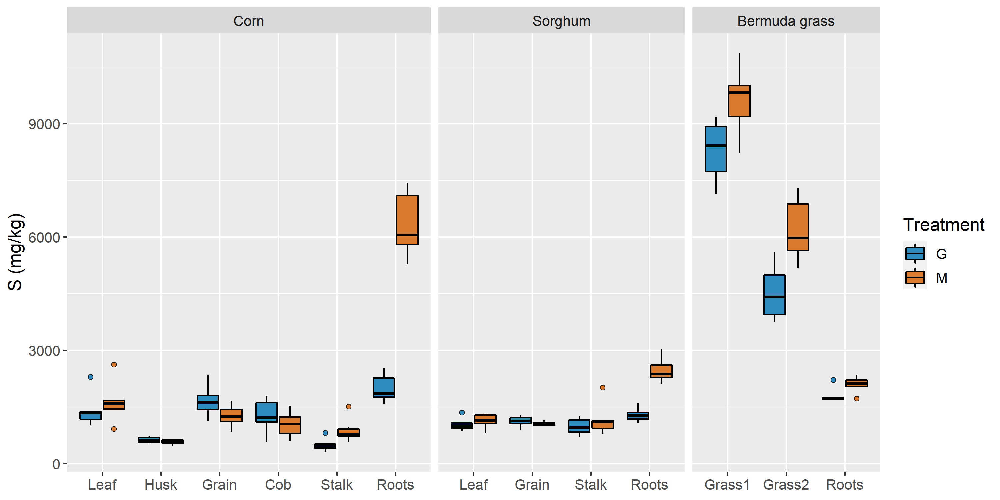 Corn
Sorghum
Bermuda grass
S (mg/kg)
9000
6000
3000
0
Leaf Husk Grain Cob Stalk Roots
Leaf Grain Stalk Roots
Grass1 Grass2 Roots
Treatment
G
M